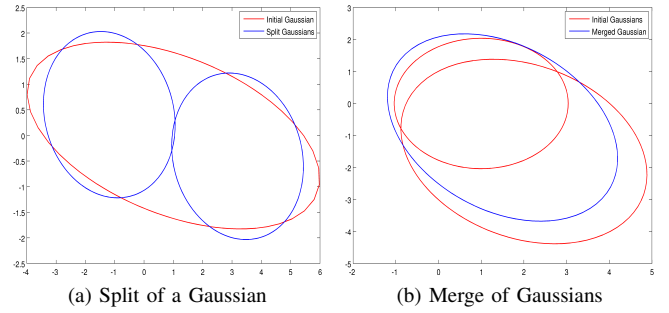 Initial Gaussian
Split Gaussians
2.5
2
1.5
1
0.5
0
-0.5
-1
-1.5
-2
-2.5
-4 -3 -2 -1 0 1 2 3 4 5 6
(a) Split of a Gaussian
Initial Gaussians
Merged Gaussian
3
2
1
0
-1
-2
-3
-4
-5
-2 -1 0 1 2 3 4 5
(b) Merge of Gaussians